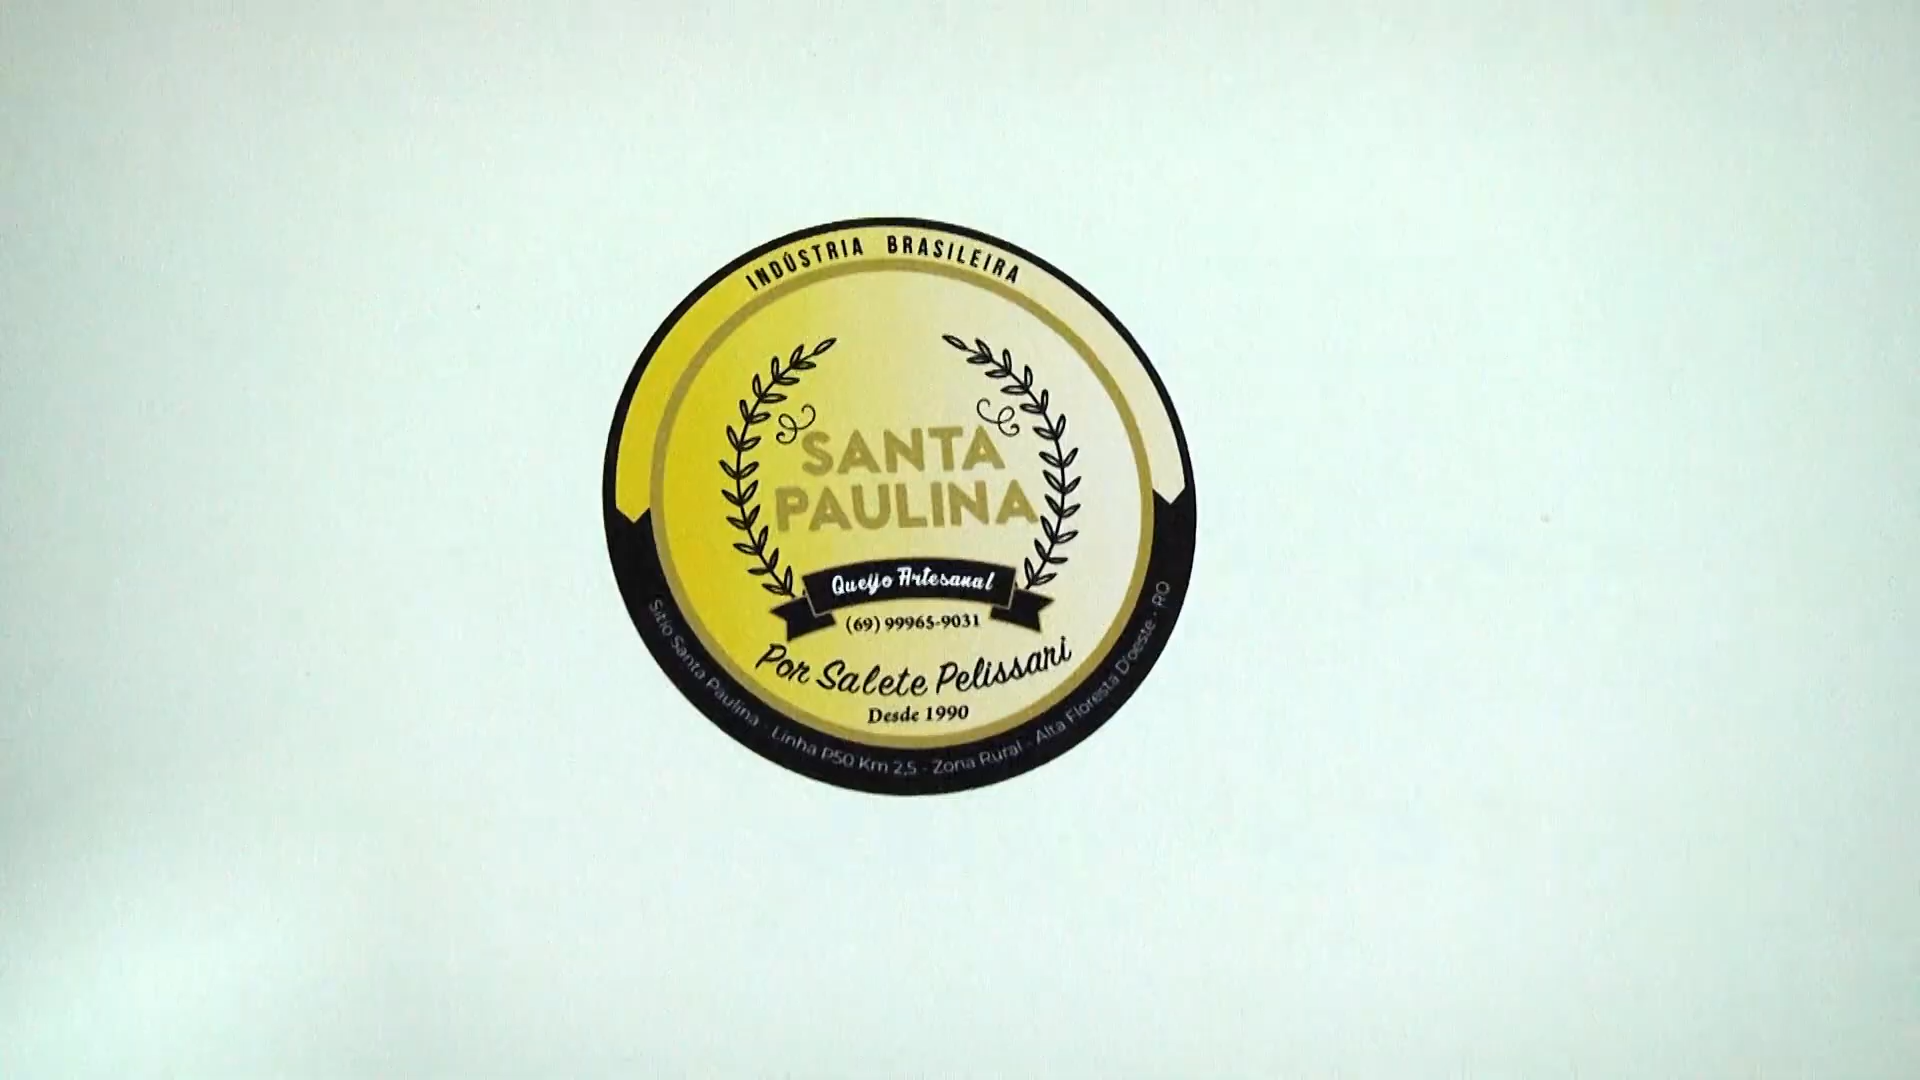 INDÚSTRIA BRASILEIRA
SANTA
PAULINA
Queijo Artesanal
(69) 99965-9031
Por Salete Pelissari
Desde 1990
Sítio Santa Paulina - Linha P50 Km 2,5 - Zona Rural - Alta Floresta D'oeste - RO